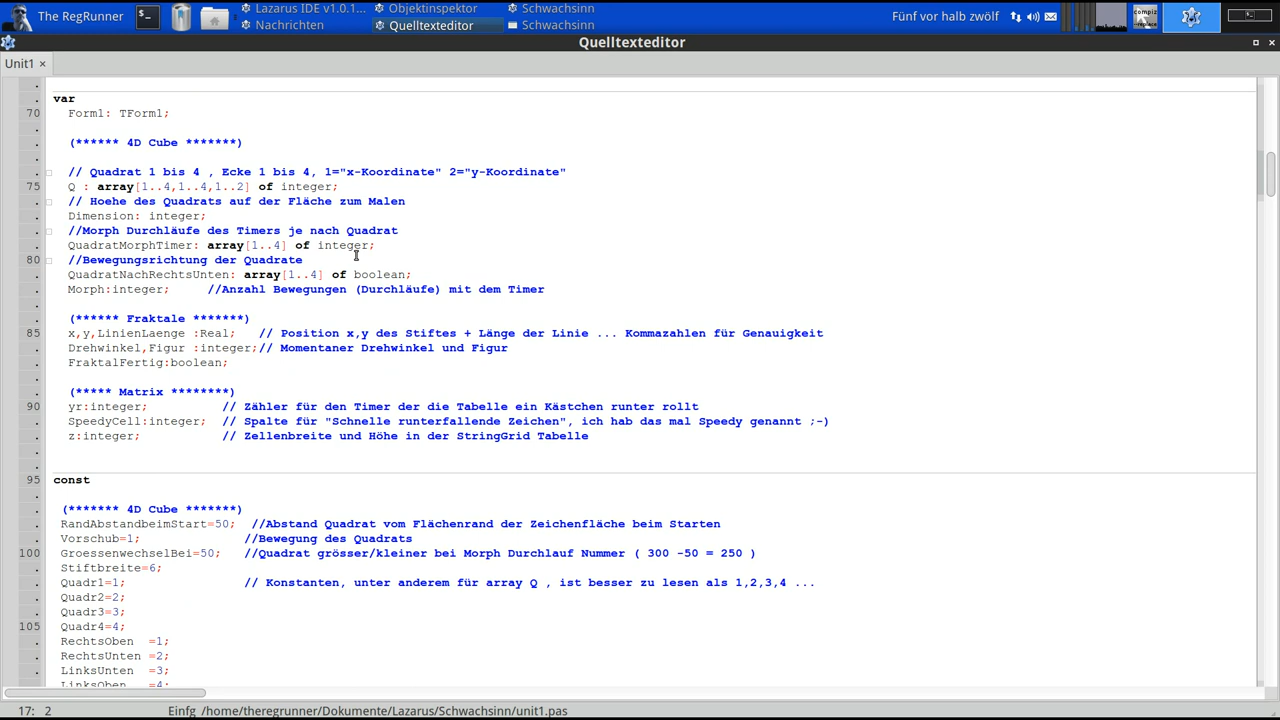 The RegRunner
Lazarus IDE v1.0.1...
Objektinspektor
Schwachsinn
Nachrichten
Quelltexteditor
Schwachsinn
Fünf vor halb zwölf
Quelltexteditor
Unit1 ×
var
70 Form1: TForm1;
(****** 4D Cube *******)
// Quadrat 1 bis 4 , Ecke 1 bis 4, 1="x-Koordinate" 2="y-Koordinate"
75 Q : array[1..4,1..4,1..2] of integer;
// Hoehe des Quadrats auf der Fläche zum Malen
Dimension: integer;
//Morph Durchläufe des Timers je nach Quadrat
QuadratMorphTimer: array[1..4] of integer;
80 //Bewegungsrichtung der Quadrate
QuadratNachRechtsUnten: array[1..4] of boolean;
Morph:integer; //Anzahl Bewegungen (Durchläufe) mit dem Timer
(****** Fraktale *******)
85 x,y,LinienLaenge :Real; // Position x,y des Stiftes + Länge der Linie ... Kommazahlen für Genauigkeit
Drehwinkel,Figur :integer;// Momentaner Drehwinkel und Figur
FraktalFertig:boolean;
(***** Matrix ********)
90 yr:integer; // Zähler für den Timer der die Tabelle ein Kästchen runter rollt
SpeedyCell:integer; // Spalte für "Schnelle runterfallende Zeichen", ich hab das mal Speedy genannt ;-)
z:integer; // Zellenbreite und Höhe in der StringGrid Tabelle
95 const
(******* 4D Cube *******)
RandAbstandbeimStart=50; //Abstand Quadrat vom Flächenrand der Zeichenfläche beim Starten
Vorschub=1; //Bewegung des Quadrats
100 GroessenwechselBei=50; //Quadrat grösser/kleiner bei Morph Durchlauf Nummer ( 300 -50 = 250 )
Stiftbreite=6;
Quadr1=1; // Konstanten, unter anderem für array Q , ist besser zu lesen als 1,2,3,4 ...
Quadr2=2;
Quadr3=3;
105 Quadr4=4;
RechtsOben =1;
RechtsUnten =2;
LinksUnten =3;
LinksOben =4;
17: 2 Einfg /home/theregrunner/Dokumente/Lazarus/Schwachsinn/unit1.pas